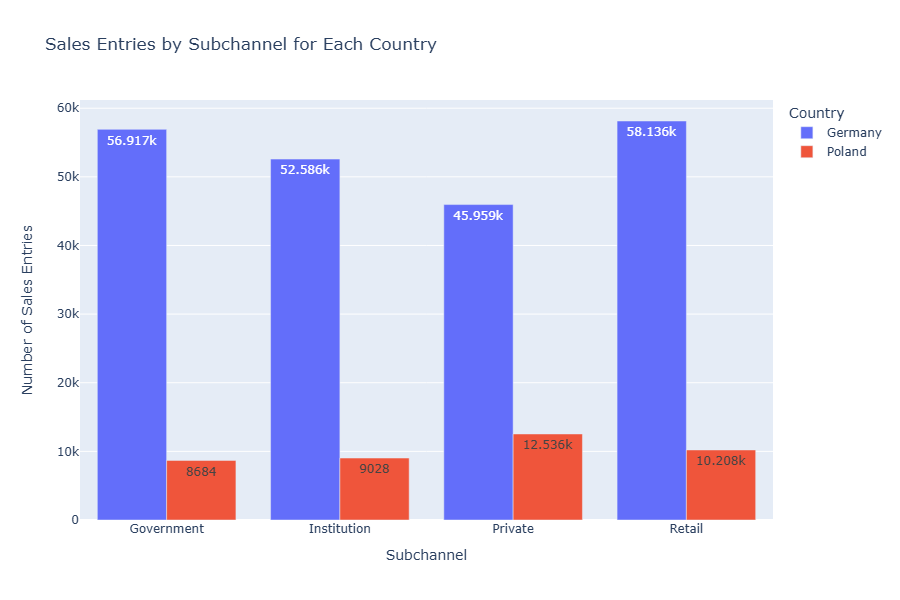 Sales Entries by Subchannel for Each Country
Country
Germany
Poland
Number of Sales Entries
60k
50k
40k
30k
20k
10k
0
56.917k
8684
52.586k
9028
45.959k
12.536k
58.136k
10.208k
Government
Institution
Private
Retail
Subchannel